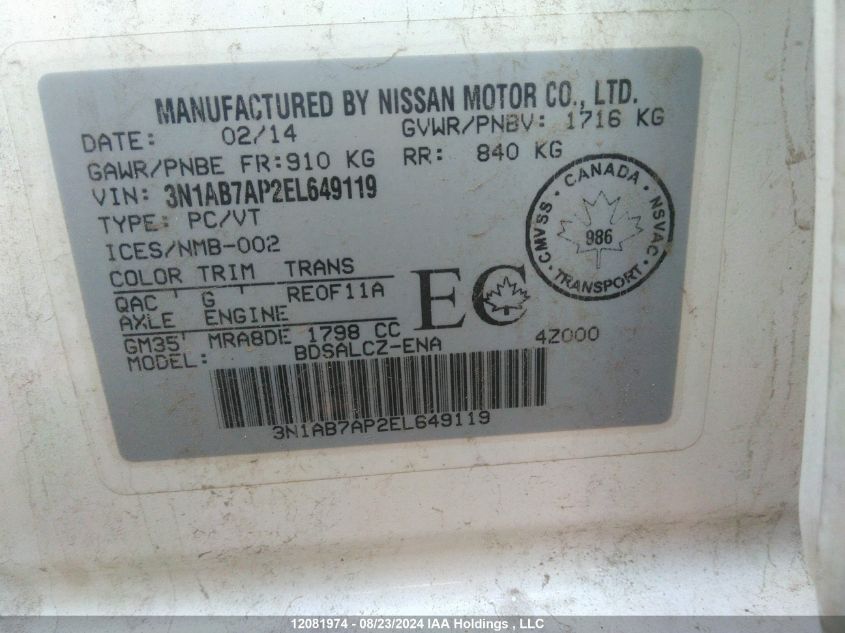 MANUFACTURED BY NISSAN MOTOR CO., LTD.
DATE: 02/14 GVWR/PNBV: 1716 KG
GAWR/PNBE FR:910 KG RR: 840 KG
VIN: 3N1AB7AP2EL649119
TYPE: PC/VT
ICES/NMB-002
COLOR TRIM TRANS
QAC ' G ' RE0F11A
AXLE ENGINE
GM35' MRA8DE 1798 CC
MODEL: BDSALCZ-ENA 4Z000
EC
CANADA
CMVSS • NSVAC
986
TRANSPORT
3N1AB7AP2EL649119
12081974 - 08/23/2024 IAA Holdings, LLC